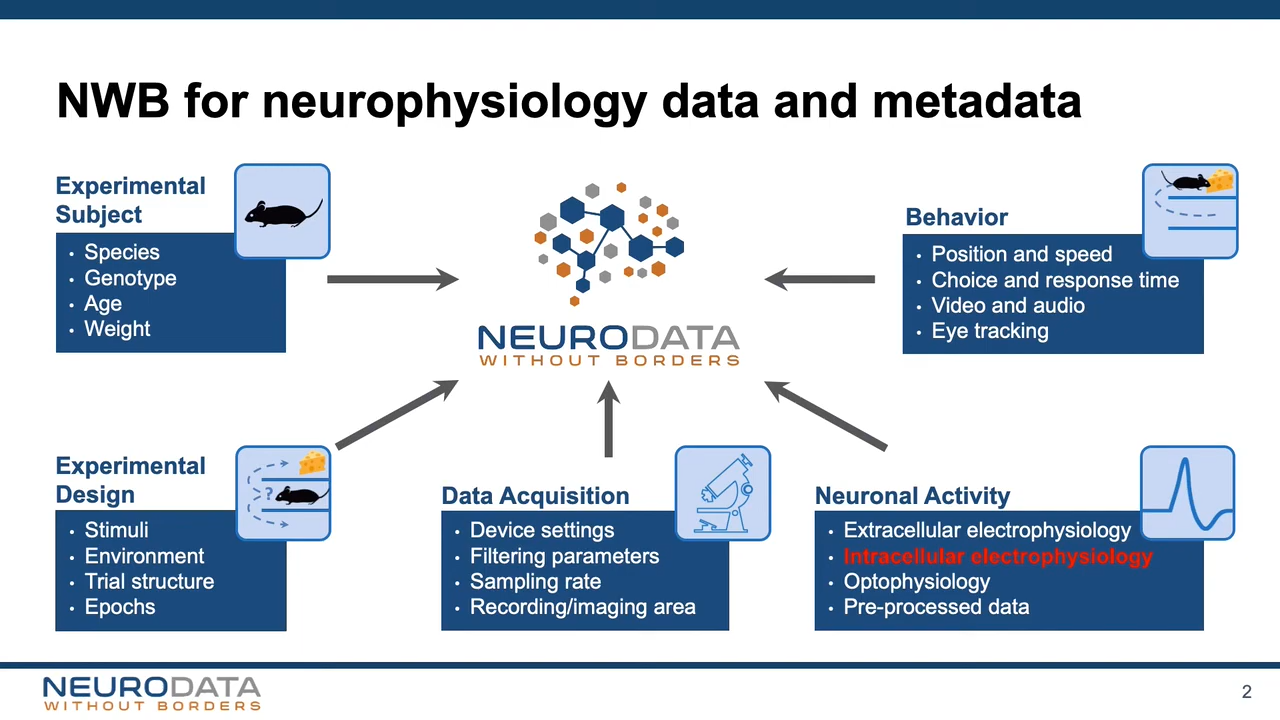 NWB for neurophysiology data and metadata
Experimental
Subject
• Species
• Genotype
• Age
• Weight
NEURODATA
WITHOUT BORDERS
Behavior
• Position and speed
• Choice and response time
• Video and audio
• Eye tracking
Experimental
Design
?
• Stimuli
• Environment
• Trial structure
• Epochs
Data Acquisition
• Device settings
• Filtering parameters
• Sampling rate
• Recording/imaging area
Neuronal Activity
• Extracellular electrophysiology
• Intracellular electrophysiology
• Optophysiology
• Pre-processed data
NEURODATA
WITHOUT BORDERS
2